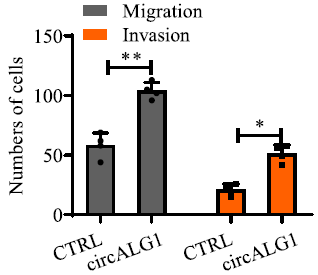 Migration
Invasion
Numbers of cells
150
100
50
0
**
*
CTRL
circALG1
CTRL
circALG1